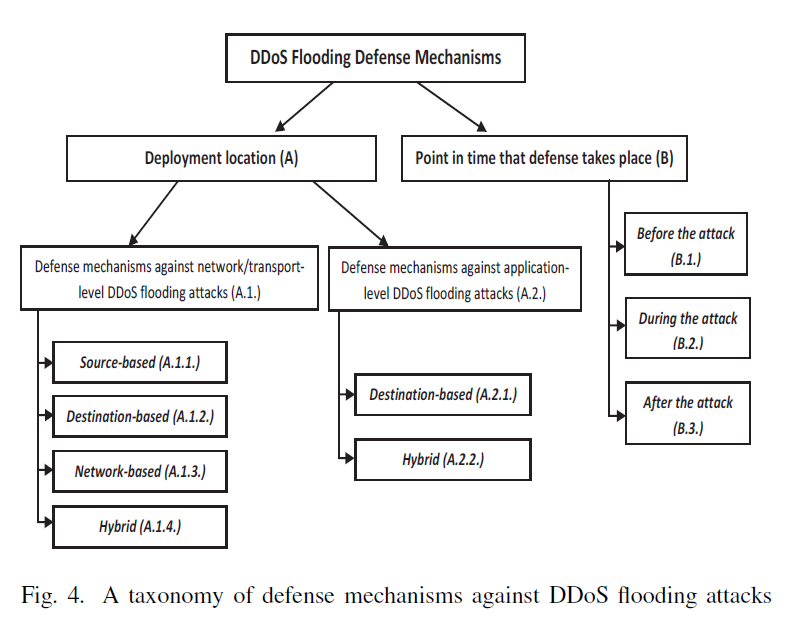 DDoS Flooding Defense Mechanisms
Deployment location (A)
Point in time that defense takes place (B)
Defense mechanisms against network/transport-
level DDoS flooding attacks (A.1.)
Source-based (A.1.1.)
Destination-based (A.1.2.)
Network-based (A.1.3.)
Hybrid (A.1.4.)
Defense mechanisms against application-
level DDoS flooding attacks (A.2.)
Destination-based (A.2.1.)
Hybrid (A.2.2.)
Before the attack
(B.1.)
During the attack
(B.2.)
After the attack
(B.3.)
Fig. 4. A taxonomy of defense mechanisms against DDoS flooding attacks